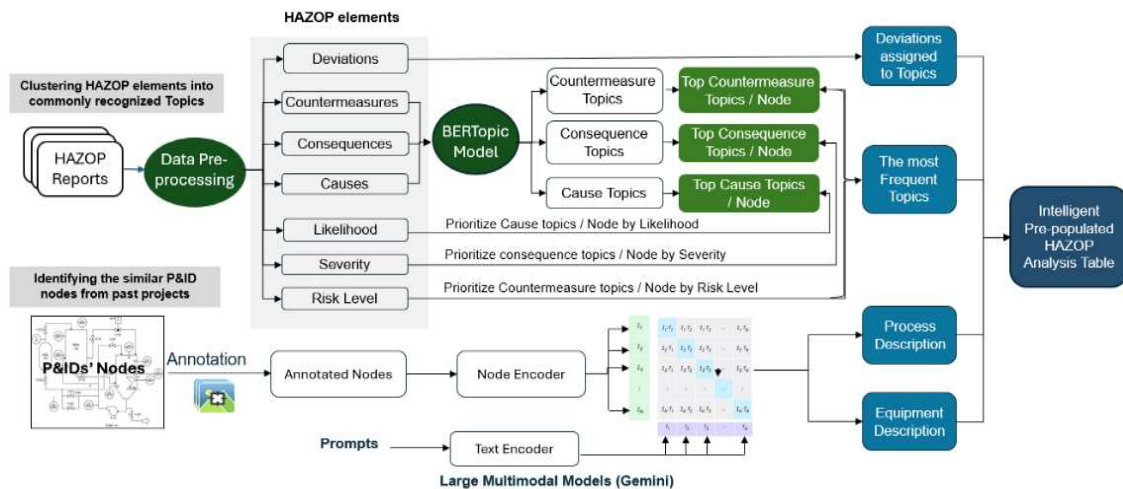 HAZOP elements
Deviations
Deviations
assigned
to Topics
Clustering HAZOP elements into
commonly recognized Topics
Countermeasures
Countermeasure
Topics
Top Countermeasure
Topics / Node
HAZOP
Reports
Data Pre-
processing
Consequences
BERTopic
Model
Consequence
Topics
Top Consequence
Topics / Node
Causes
Cause Topics
Top Cause Topics
/ Node
The most
Frequent
Topics
Likelihood
Prioritize Cause topics / Node by Likelihood
Severity
Prioritize consequence topics / Node by Severity
Risk Level
Prioritize Countermeasure topics / Node by Risk Level
Intelligent
Pre-populated
HAZOP
Analysis Table
Identifying the similar P&ID
nodes from past projects
P&IDs' Nodes
Annotation
Annotated Nodes
Node Encoder
Process
Description
Equipment
Description
Prompts
Text Encoder
Large Multimodal Models (Gemini)